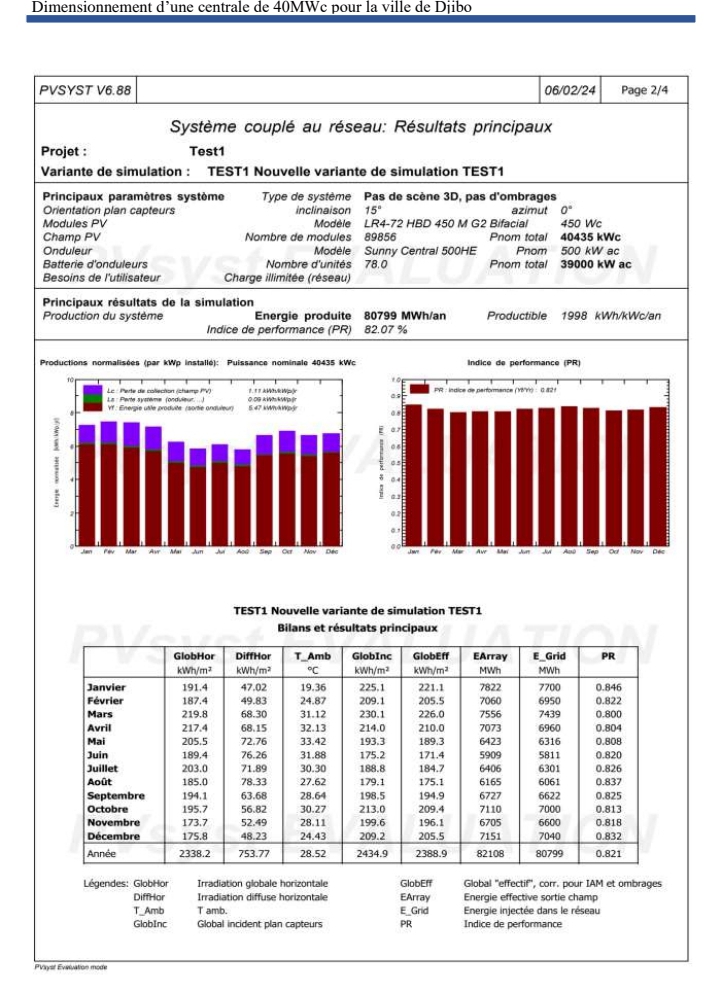 Dimensionnement d'une centrale de 40MWc pour la ville de Djibo
PVSYST V6.88 06/02/24 Page 2/4
Système couplé au réseau: Résultats principaux
Projet : Test1
Variante de simulation : TEST1 Nouvelle variante de simulation TEST1
Principaux paramètres système Type de système Pas de scène 3D, pas d'ombrages
Orientation plan capteurs inclinaison 15° azimut 0°
Modules PV Modèle LR4-72 HBD 450 M G2 Bifacial 450 Wc
Champ PV Nombre de modules 89856 Pnom total 40435 kWc
Onduleur Modèle Sunny Central 500HE Pnom 500 kW ac
Batterie d'onduleurs Nombre d'unités 78.0 Pnom total 39000 kW ac
Besoins de l'utilisateur Charge illimitée (réseau)
Principaux résultats de la simulation
Production du système Energie produite 80799 MWh/an Productible 1998 kWh/kWc/an
Indice de performance (PR) 82.07 %
Productions normalisées (par kWp installé): Puissance nominale 40435 kWc
Lc : Perte de collection (champ PV) 1.11 kWh/kWp/jr
Ls : Perte système (onduleur, ...) 0.09 kWh/kWp/jr
Yf : Energie utile produite (sortie onduleur) 5.47 kWh/kWp/jr
Energie normalisée [kWh/kWp/jr]
10
8
6
4
2
0
Jan Fév Mar Avr Mai Jun Jul Aoû Sep Oct Nov Déc
Indice de performance (PR)
PR : Indice de performance (Yf/Yr) : 0.821
Indice de performance (PR)
1.0
0.9
0.8
0.7
0.6
0.5
0.4
0.3
0.2
0.1
0.0
Jan Fév Mar Avr Mai Jun Jul Aoû Sep Oct Nov Déc
TEST1 Nouvelle variante de simulation TEST1
Bilans et résultats principaux
GlobHor DiffHor T_Amb GlobInc GlobEff EArray E_Grid PR
kWh/m² kWh/m² °C kWh/m² kWh/m² MWh MWh
Janvier 191.4 47.02 19.36 225.1 221.1 7822 7700 0.846
Février 187.4 49.83 24.87 209.1 205.5 7060 6950 0.822
Mars 219.8 68.30 31.12 230.1 226.0 7556 7439 0.800
Avril 217.4 68.15 32.13 214.0 210.0 7073 6960 0.804
Mai 205.5 72.76 33.42 193.3 189.3 6423 6316 0.808
Juin 189.4 76.26 31.88 175.2 171.4 5909 5811 0.820
Juillet 203.0 71.89 30.30 188.8 184.7 6406 6301 0.826
Août 185.0 78.33 27.62 179.1 175.1 6165 6061 0.837
Septembre 194.1 63.68 28.64 198.5 194.9 6727 6622 0.825
Octobre 195.7 56.82 30.27 213.0 209.4 7110 7000 0.813
Novembre 173.7 52.49 28.11 199.6 196.1 6705 6600 0.818
Décembre 175.8 48.23 24.43 209.2 205.5 7151 7040 0.832
Année 2338.2 753.77 28.52 2434.9 2388.9 82108 80799 0.821
Légendes: GlobHor Irradiation globale horizontale GlobEff Global "effectif", corr. pour IAM et ombrages
DiffHor Irradiation diffuse horizontale EArray Energie effective sortie champ
T_Amb T amb. E_Grid Energie injectée dans le réseau
GlobInc Global incident plan capteurs PR Indice de performance
PVsyst Evaluation mode
PVsyst EVALUATION
PVsyst EVALUATION